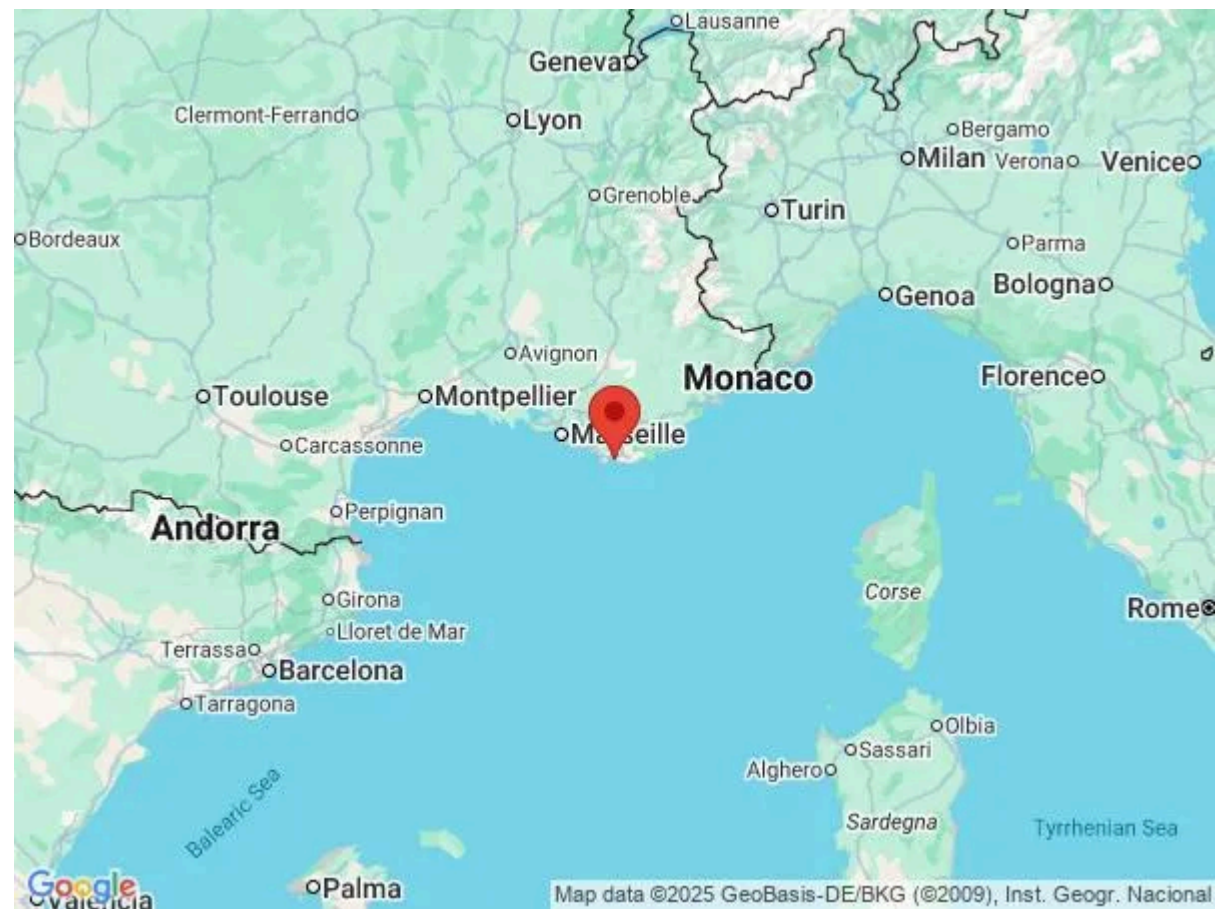 Lausanne
Geneva
Clermont-Ferrand
Lyon
Bergamo
Milan
Verona
Venice
Grenoble
Turin
Bordeaux
Parma
Bologna
Genoa
Avignon
Monaco
Florence
Toulouse
Montpellier
Marseille
Carcassonne
Perpignan
Andorra
Corse
Girona
Rome
Lloret de Mar
Terrassa
Barcelona
Tarragona
Olbia
Sassari
Alghero
Balearic Sea
Sardegna
Tyrrhenian Sea
Google
Palma
Valencia
Map data ©2025 GeoBasis-DE/BKG (©2009), Inst. Geogr. Nacional